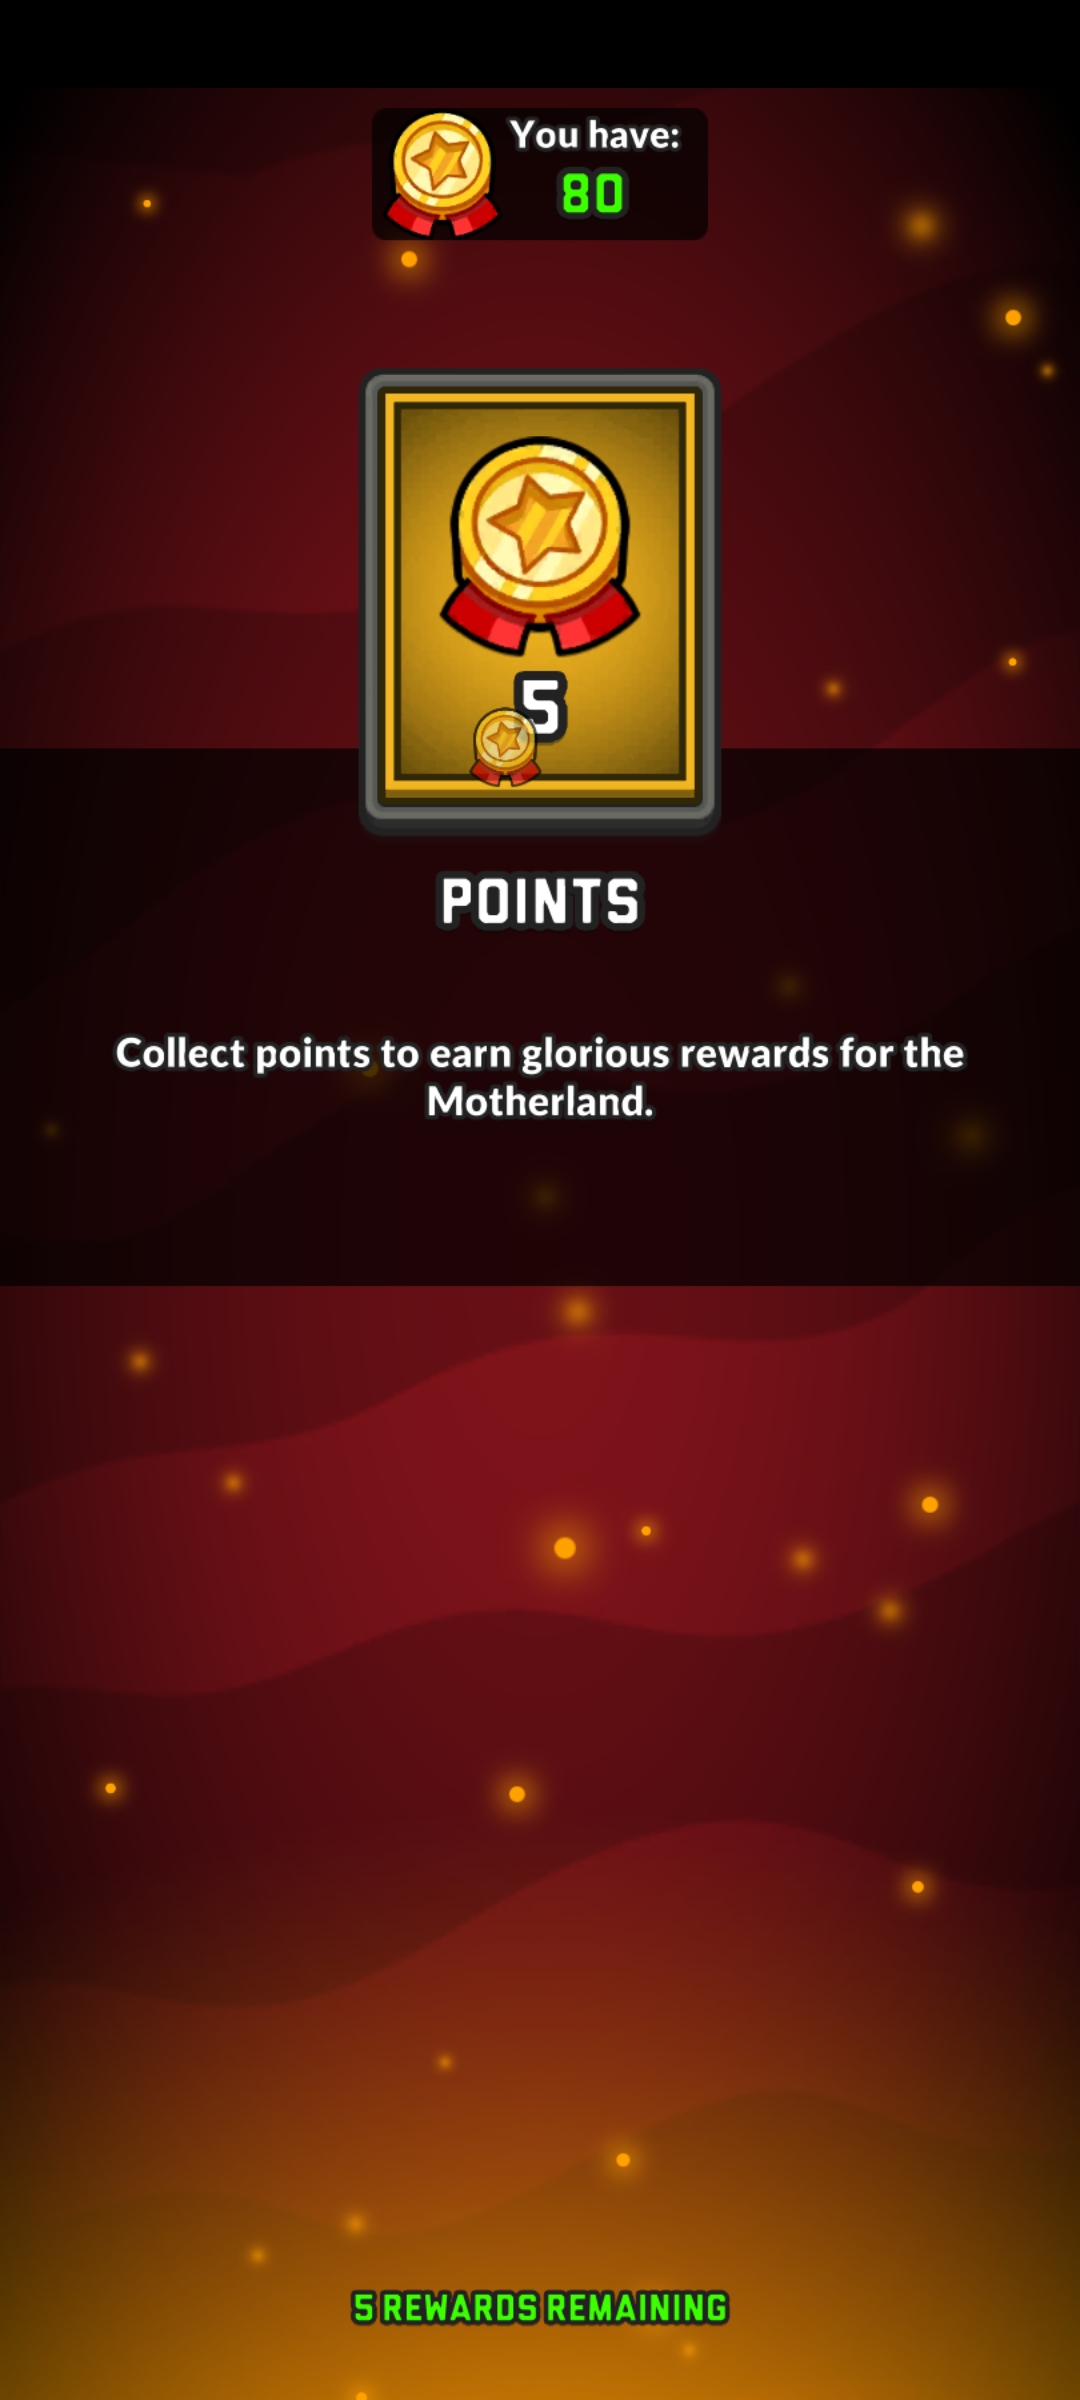 You have:
80
5
POINTS
Collect points to earn glorious rewards for the
Motherland.
5 REWARDS REMAINING